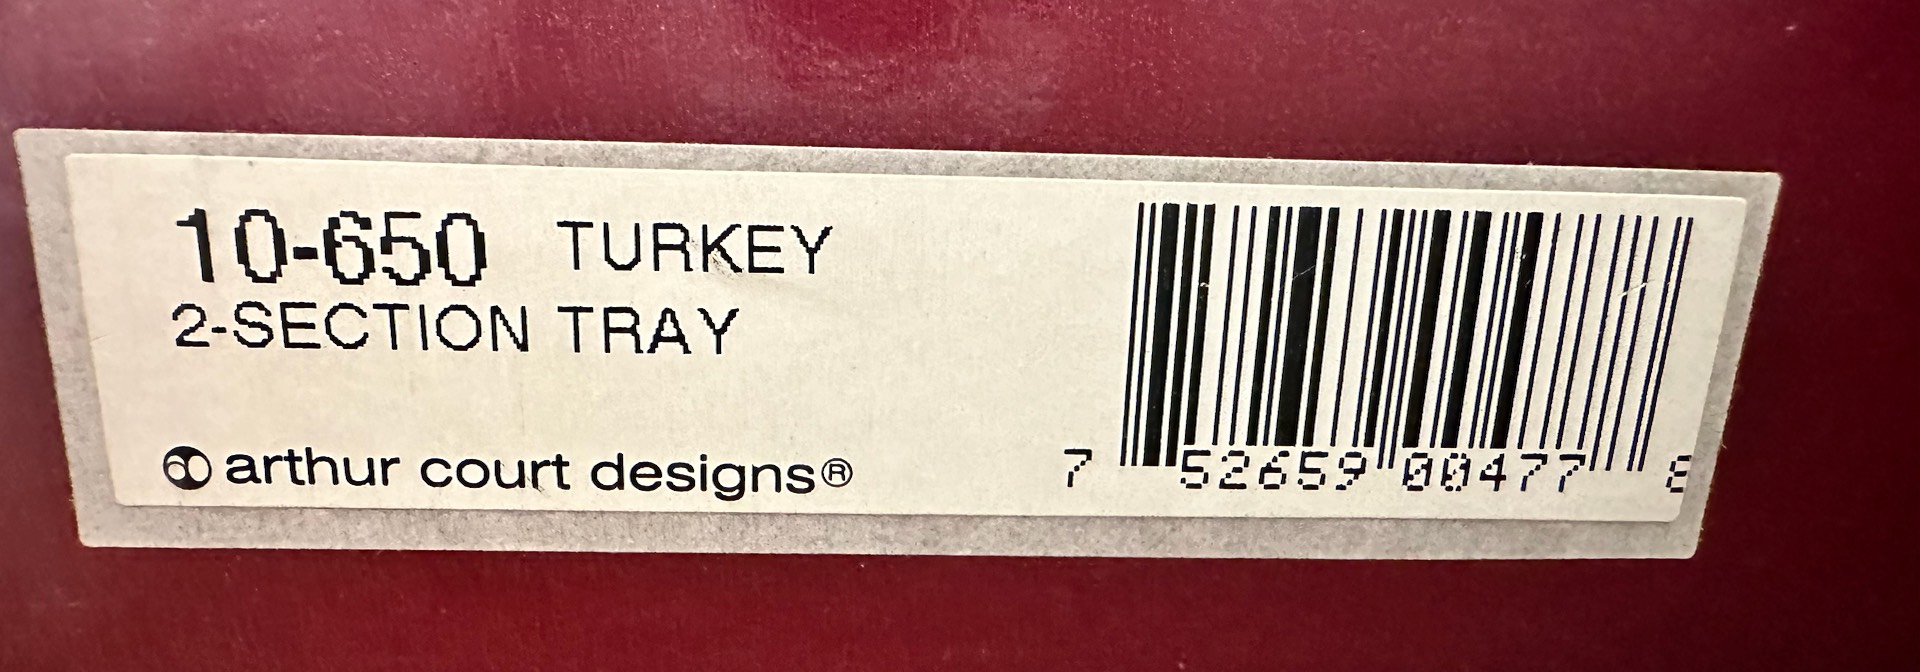 10-650 TURKEY
2-SECTION TRAY
arthur court designs®
7 52659 00477 8